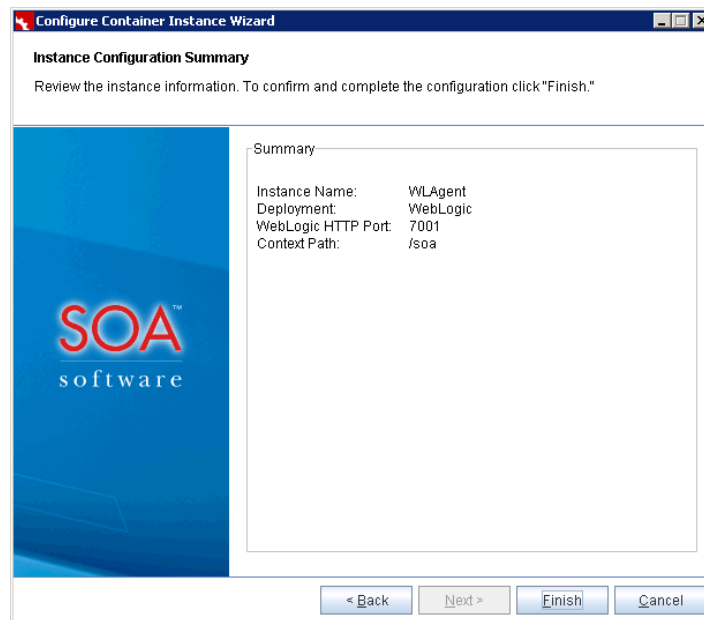 Configure Container Instance Wizard
Instance Configuration Summary
Review the instance information. To confirm and complete the configuration click "Finish."
Summary
Instance Name: WLAgent
Deployment: WebLogic
WebLogic HTTP Port: 7001
Context Path: /soa
SOA™
software
< Back Next > Finish Cancel